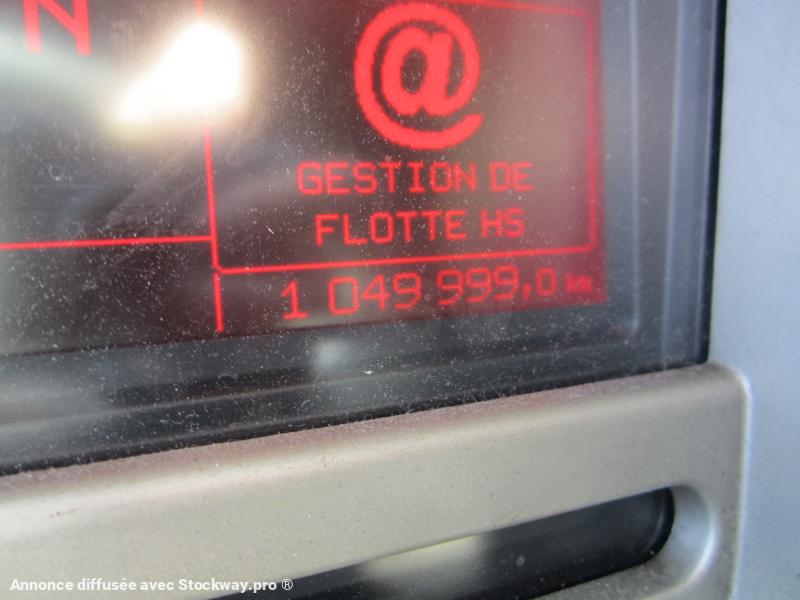 N
@
GESTION DE
FLOTTE HS
1 049 999,0 km
Annonce diffusée avec Stockway.pro ®